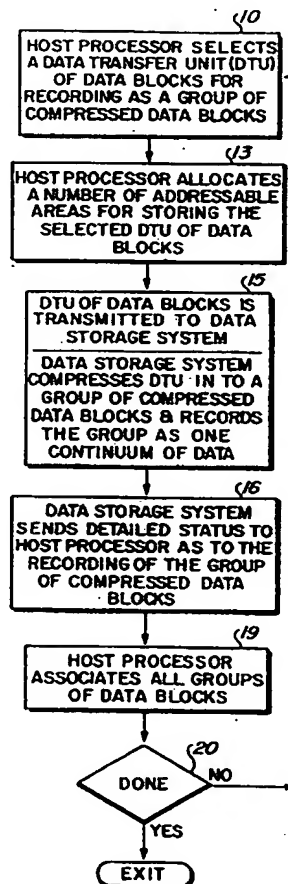 10
HOST PROCESSOR SELECTS
A DATA TRANSFER UNIT (DTU)
OF DATA BLOCKS FOR
RECORDING AS A GROUP OF
COMPRESSED DATA BLOCKS
13
HOST PROCESSOR ALLOCATES
A NUMBER OF ADDRESSABLE
AREAS FOR STORING THE
SELECTED DTU OF DATA
BLOCKS
15
DTU OF DATA BLOCKS IS
TRANSMITTED TO DATA
STORAGE SYSTEM
DATA STORAGE SYSTEM
COMPRESSES DTU IN TO A
GROUP OF COMPRESSED
DATA BLOCKS & RECORDS
THE GROUP AS ONE
CONTINUUM OF DATA
16
DATA STORAGE SYSTEM
SENDS DETAILED STATUS TO
HOST PROCESSOR AS TO THE
RECORDING OF THE GROUP
OF COMPRESSED DATA
BLOCKS
19
HOST PROCESSOR
ASSOCIATES ALL GROUPS
OF DATA BLOCKS
20
DONE
NO
YES
EXIT